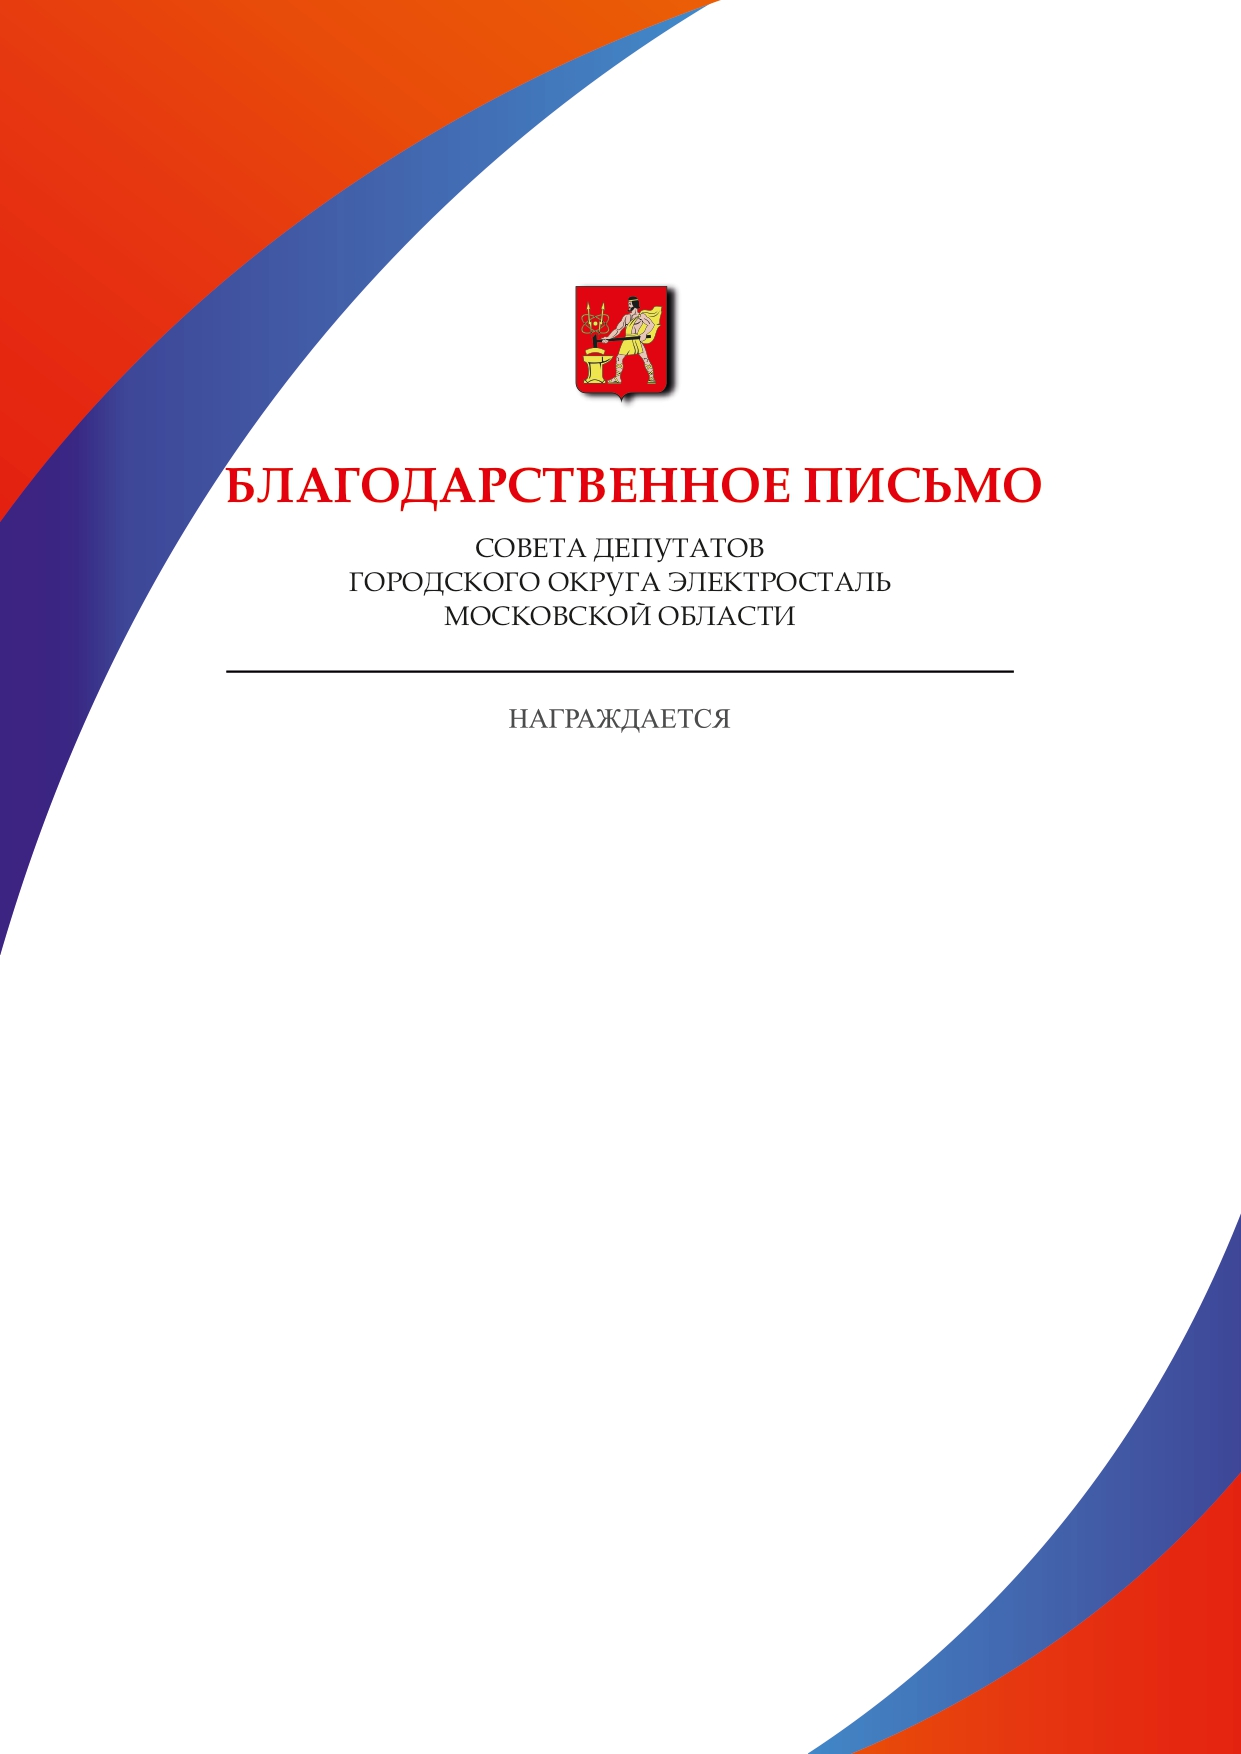 БЛАГОДАРСТВЕННОЕ ПИСЬМО
СОВЕТА ДЕПУТАТОВ
ГОРОДСКОГО ОКРУГА ЭЛЕКТРОСТАЛЬ
МОСКОВСКОЙ ОБЛАСТИ
НАГРАЖДАЕТСЯ